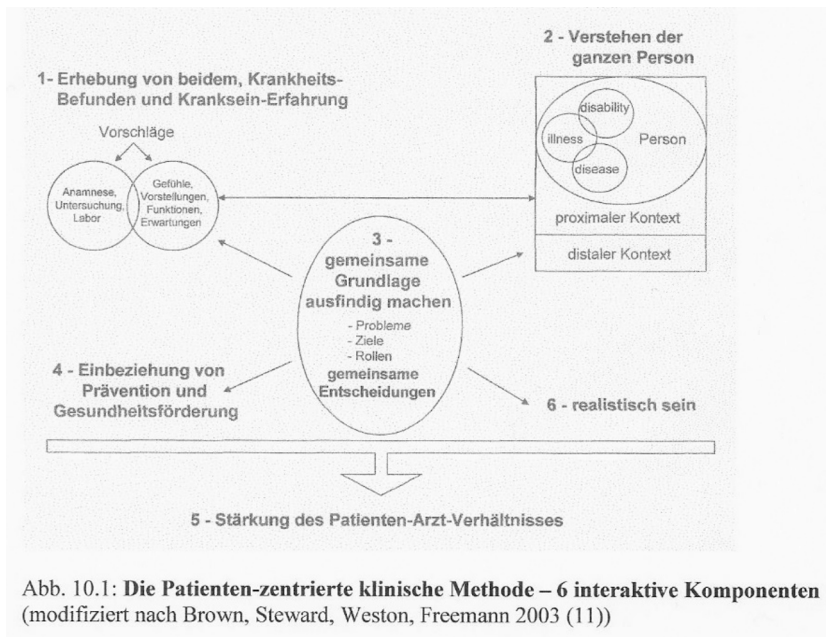 1- Erhebung von beidem, Krankheits-
Befunden und Kranksein-Erfahrung
Vorschläge
Anamnese,
Untersuchung,
Labor
Gefühle,
Vorstellungen,
Funktionen,
Erwartungen
2 - Verstehen der
ganzen Person
disability
illness
Person
disease
proximaler Kontext
distaler Kontext
3 -
gemeinsame
Grundlage
ausfindig machen
- Probleme
- Ziele
- Rollen
gemeinsame
Entscheidungen
4 - Einbeziehung von
Prävention und
Gesundheitsförderung
6 - realistisch sein
5 - Stärkung des Patienten-Arzt-Verhältnisses
Abb. 10.1: Die Patienten-zentrierte klinische Methode – 6 interaktive Komponenten
(modifiziert nach Brown, Steward, Weston, Freemann 2003 (11))